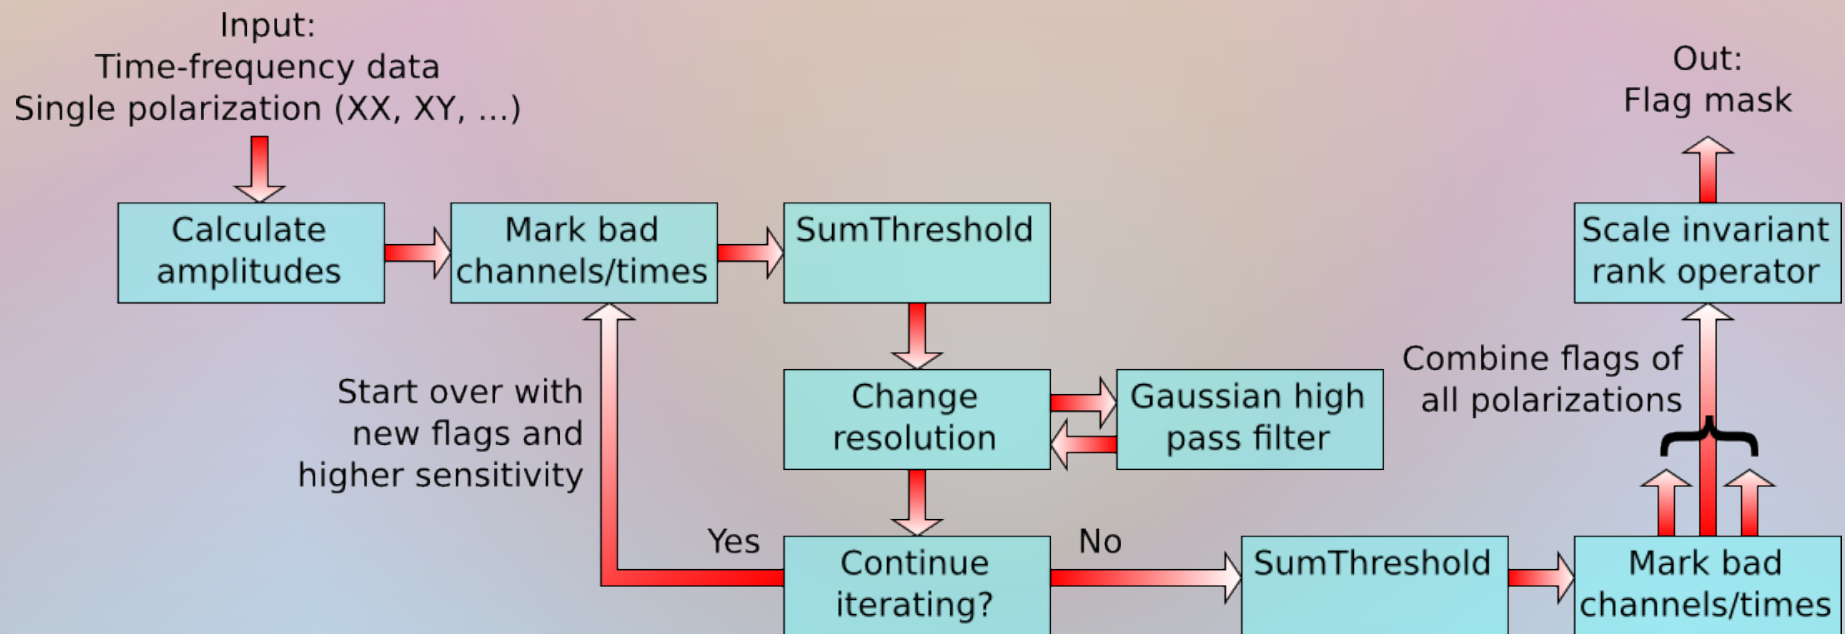 Input:
Time-frequency data
Single polarization (XX, XY, ...)
Out:
Flag mask
Calculate
amplitudes
Mark bad
channels/times
SumThreshold
Scale invariant
rank operator
Start over with
new flags and
higher sensitivity
Change
resolution
Gaussian high
pass filter
Combine flags of
all polarizations
Yes
Continue
iterating?
No
SumThreshold
Mark bad
channels/times